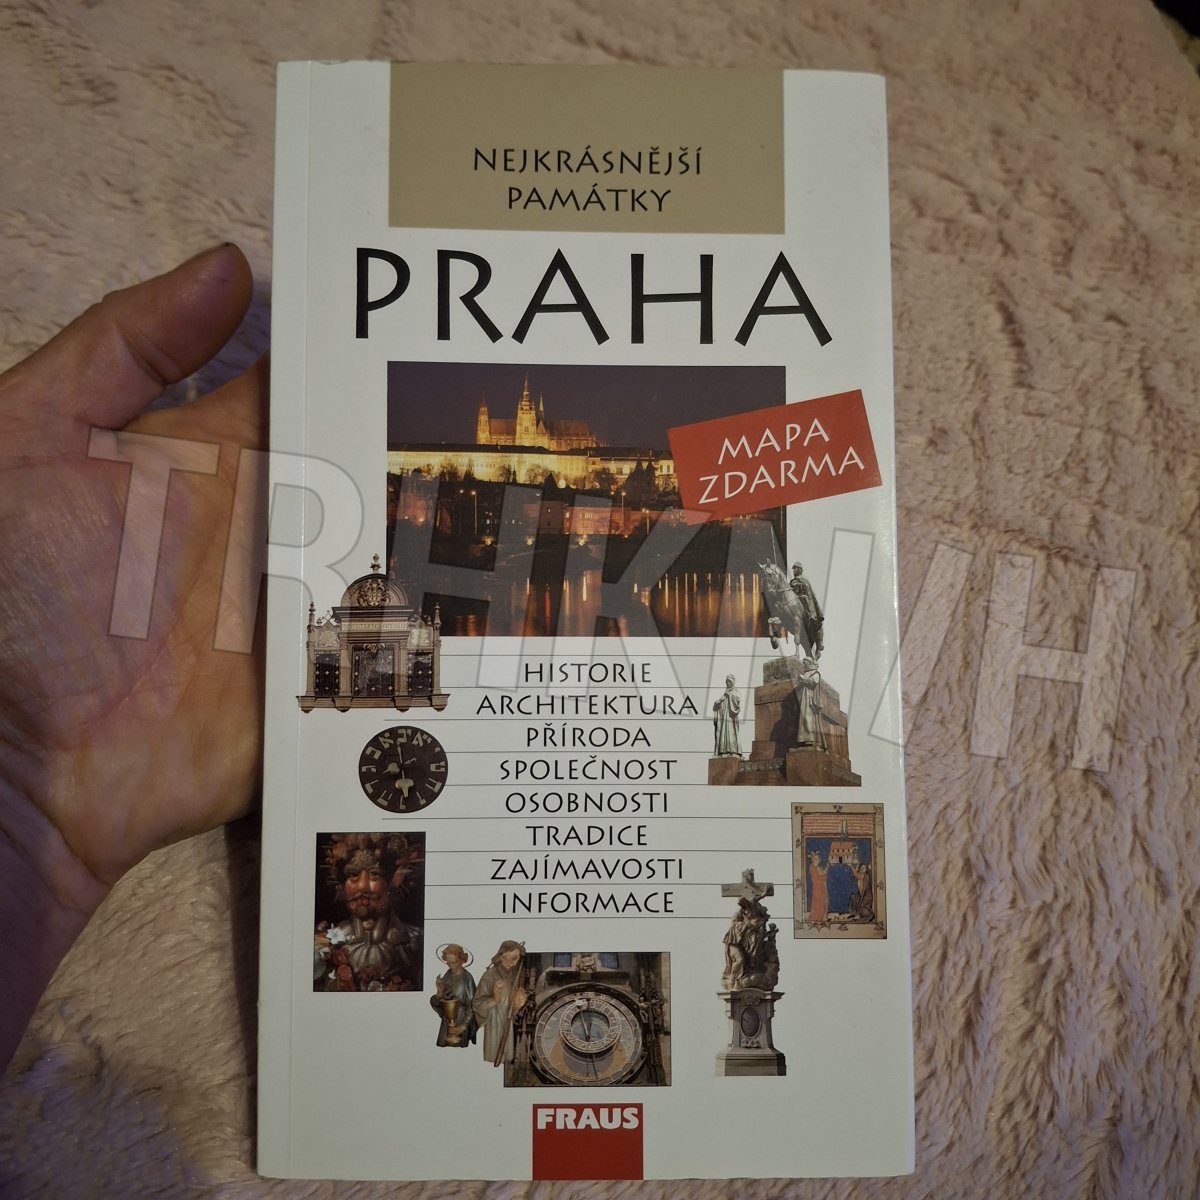 NEJKRÁSNĚJŠÍ
PAMÁTKY
PRAHA
MAPA
ZDARMA
HISTORIE
ARCHITEKTURA
PŘÍRODA
SPOLEČNOST
OSOBNOSTI
TRADICE
ZAJÍMAVOSTI
INFORMACE
FRAUS
TRHKNIH